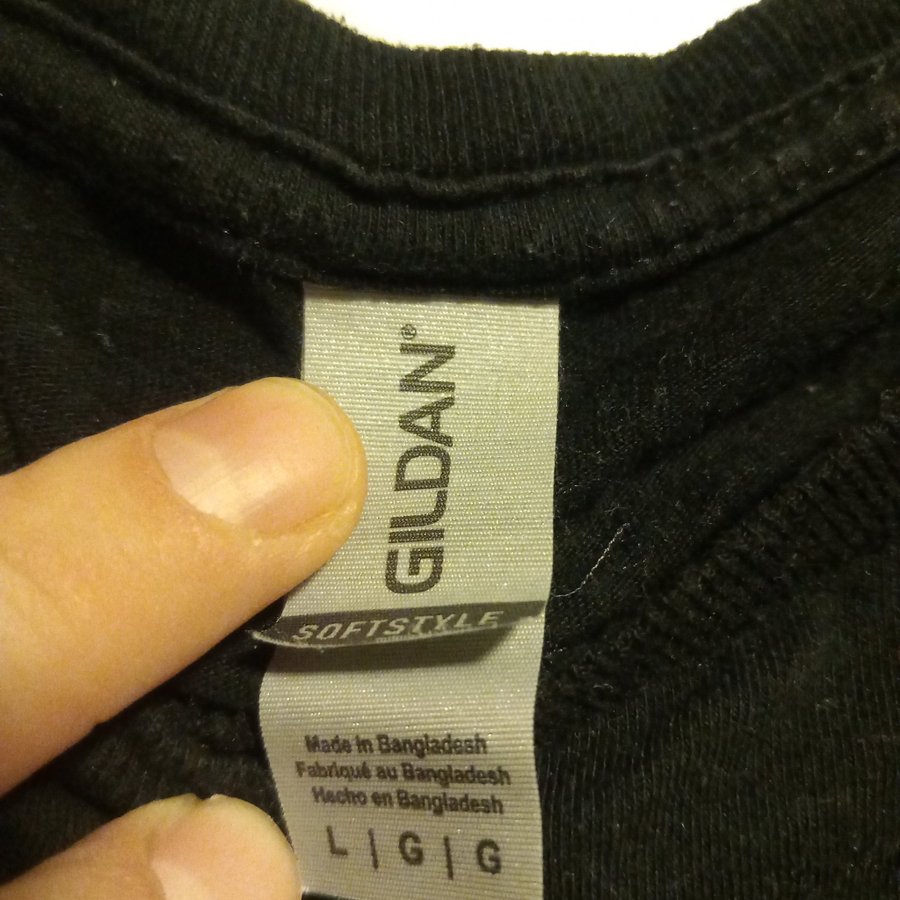 GILDAN®
SOFTSTYLE
Made in Bangladesh
Fabriqué au Bangladesh
Hecho en Bangladesh
L | G | G